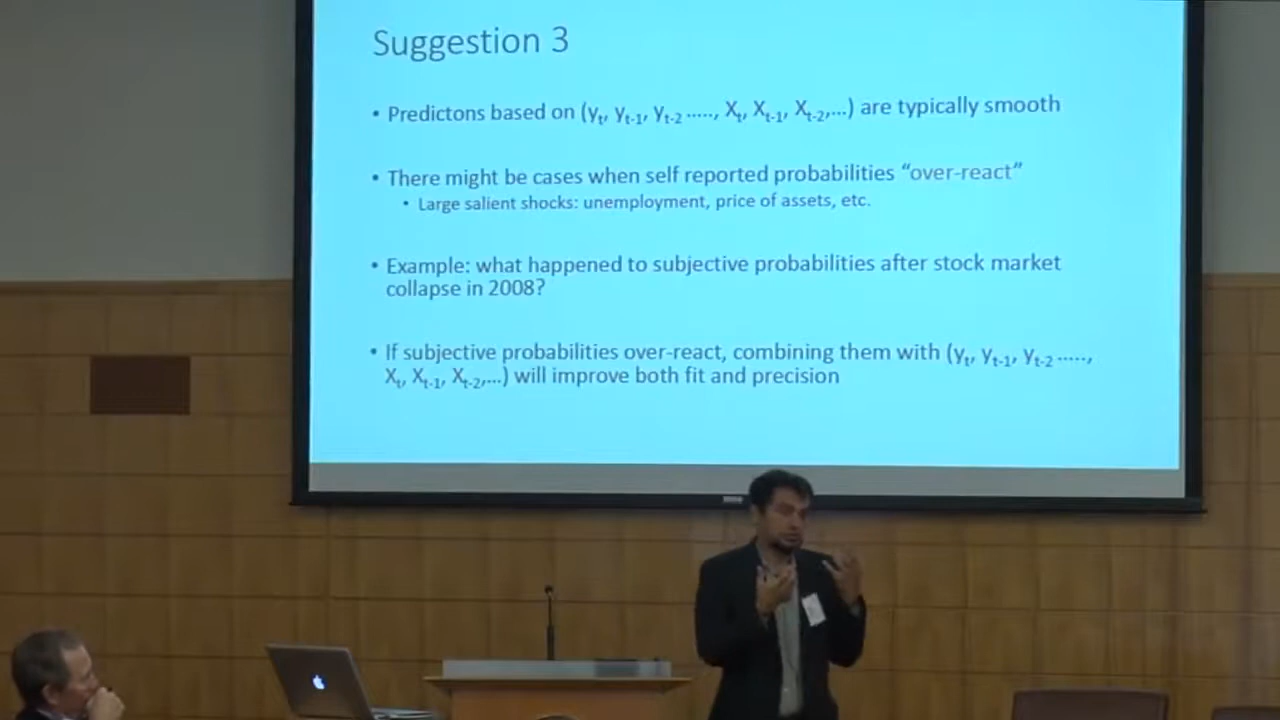 Suggestion 3
• Predictons based on (yₜ, yₜ₋₁, yₜ₋₂ ....., Xₜ, Xₜ₋₁, Xₜ₋₂,...) are typically smooth
• There might be cases when self reported probabilities “over-react”
• Large salient shocks: unemployment, price of assets, etc.
• Example: what happened to subjective probabilities after stock market
collapse in 2008?
• If subjective probabilities over-react, combining them with (yₜ, yₜ₋₁, yₜ₋₂ .....,
Xₜ, Xₜ₋₁, Xₜ₋₂,...) will improve both fit and precision